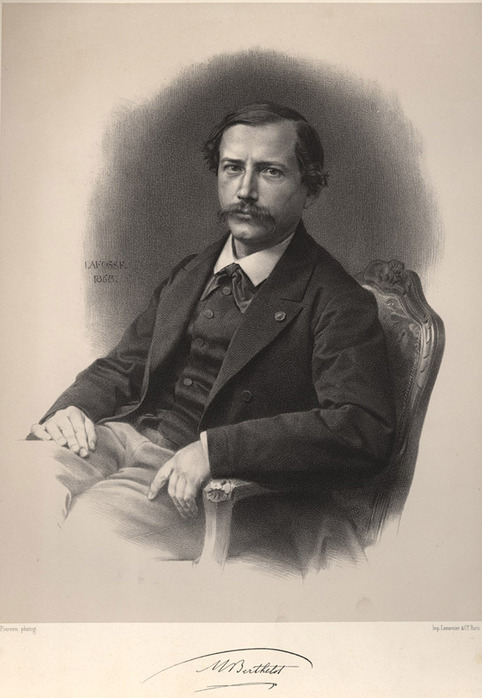 LAFOSSE
1865.
Pierson, photog.
Imp. Lemercier & Cie Paris
M Berthelot